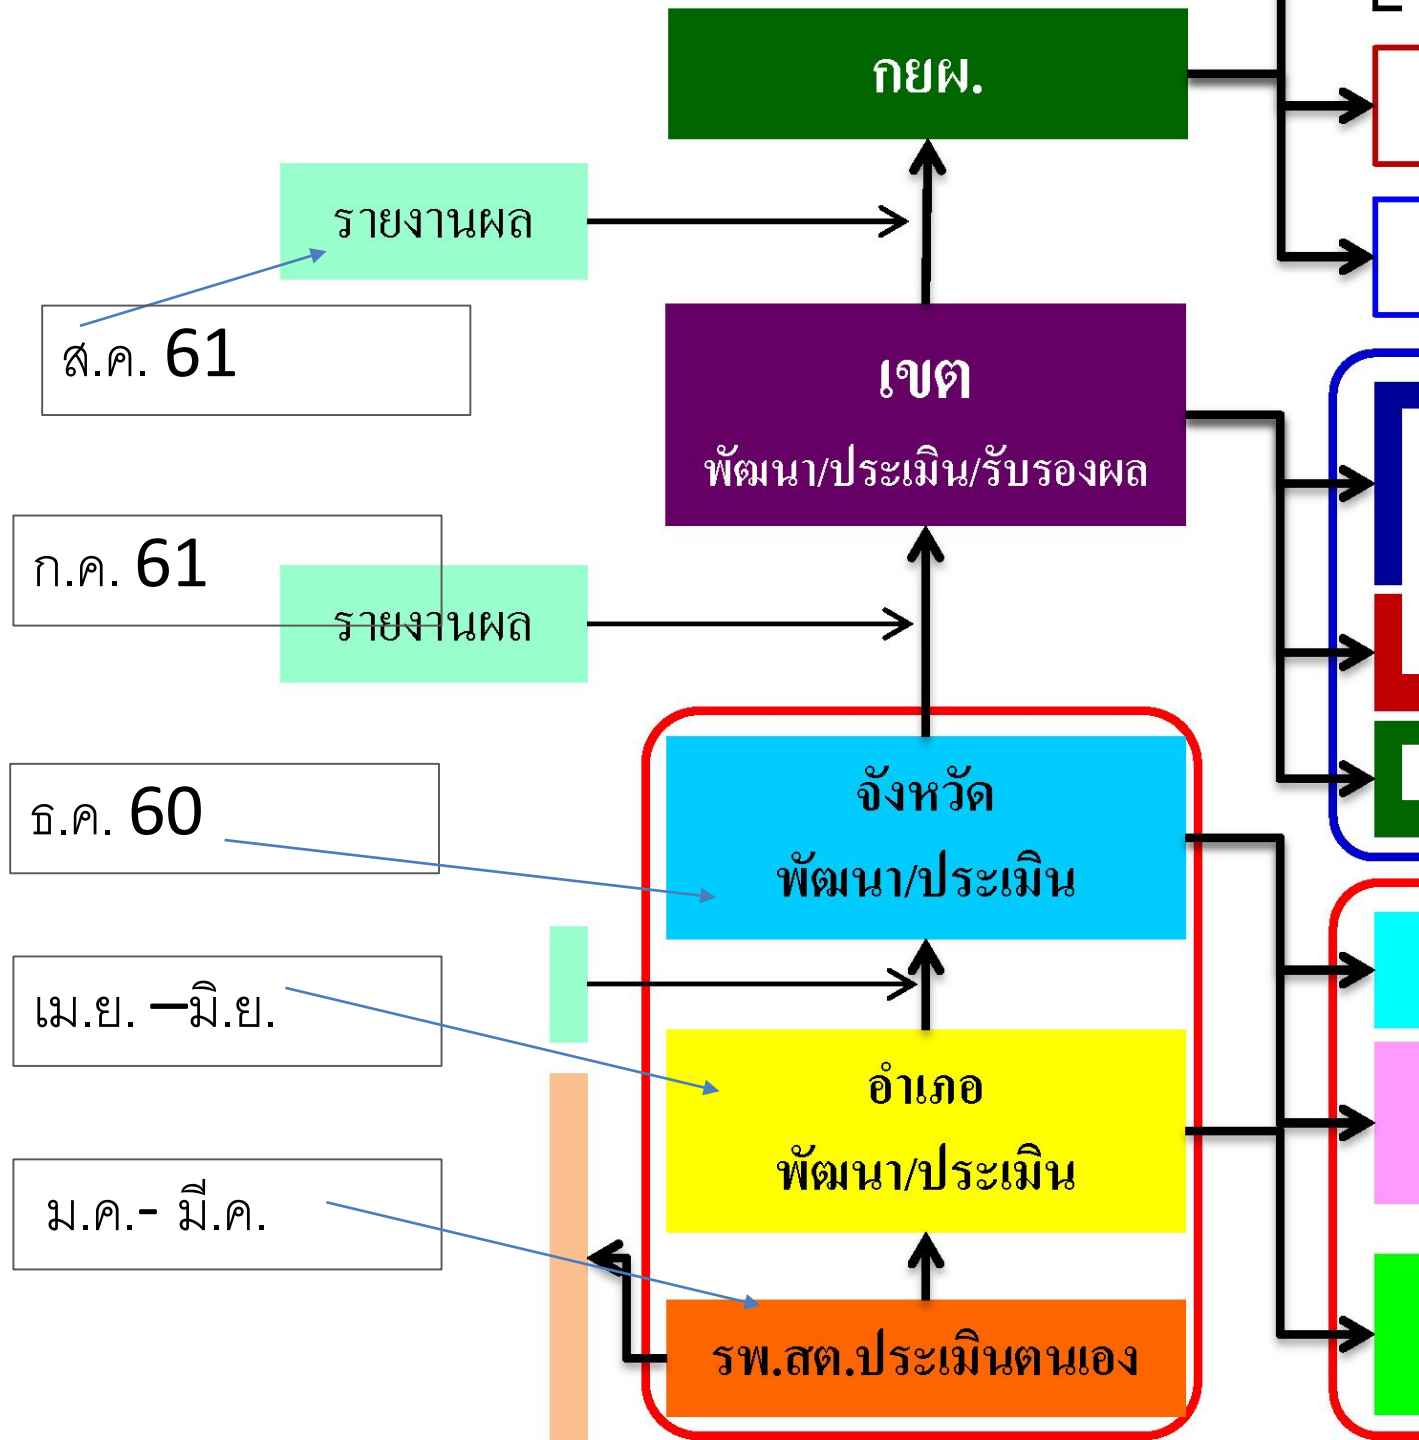 กยผ.
รายงานผล
ส.ค. 61
เขต
พัฒนา/ประเมิน/รับรองผล
ก.ค. 61
รายงานผล
จังหวัด
พัฒนา/ประเมิน
ธ.ค. 60
เม.ย. –มิ.ย.
อำเภอ
พัฒนา/ประเมิน
ม.ค.- มี.ค.
รพ.สต.ประเมินตนเอง